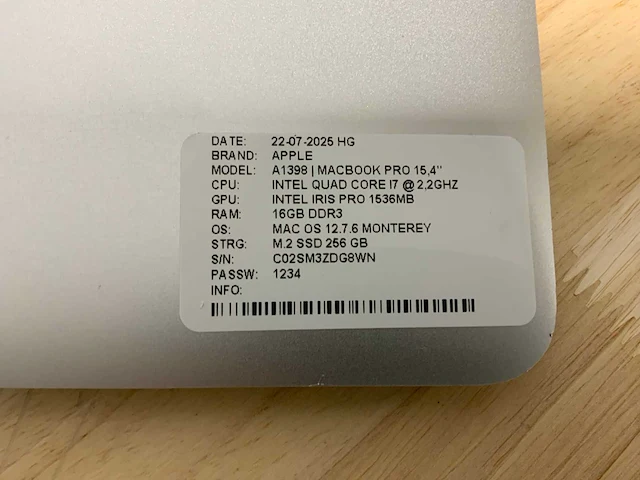 DATE: 22-07-2025 HG
BRAND: APPLE
MODEL: A1398 | MACBOOK PRO 15,4"
CPU: INTEL QUAD CORE I7 @ 2,2GHZ
GPU: INTEL IRIS PRO 1536MB
RAM: 16GB DDR3
OS: MAC OS 12.7.6 MONTEREY
STRG: M.2 SSD 256 GB
S/N: C02SM3ZDG8WN
PASSW: 1234
INFO: